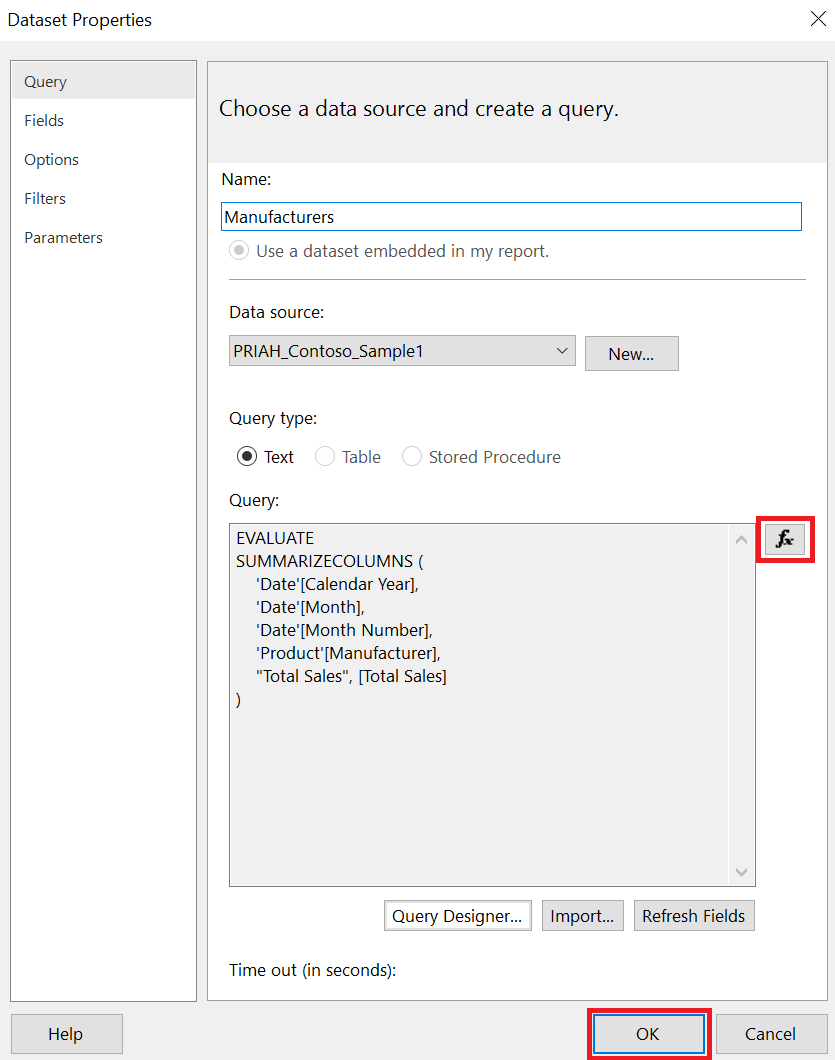 Dataset Properties
Query
Fields
Options
Filters
Parameters
Choose a data source and create a query.
Name:
Manufacturers
Use a dataset embedded in my report.
Data source:
PRIAH_Contoso_Sample1
New...
Query type:
Text Table Stored Procedure
Query:
fx
EVALUATE
SUMMARIZECOLUMNS (
'Date'[Calendar Year],
'Date'[Month],
'Date'[Month Number],
'Product'[Manufacturer],
"Total Sales", [Total Sales]
)
Query Designer... Import... Refresh Fields
Time out (in seconds):
Help OK Cancel